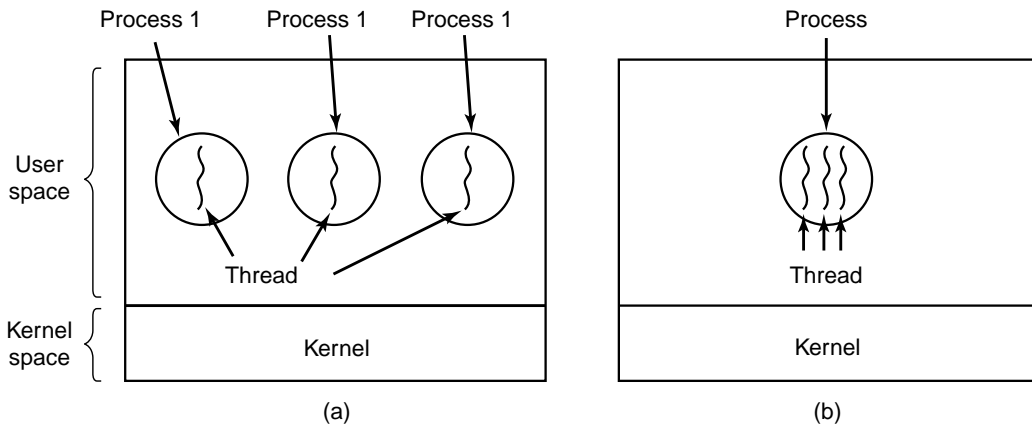 Process 1
Process 1
Process 1
Process
User
space
Thread
Thread
Kernel
space
Kernel
Kernel
(a)
(b)